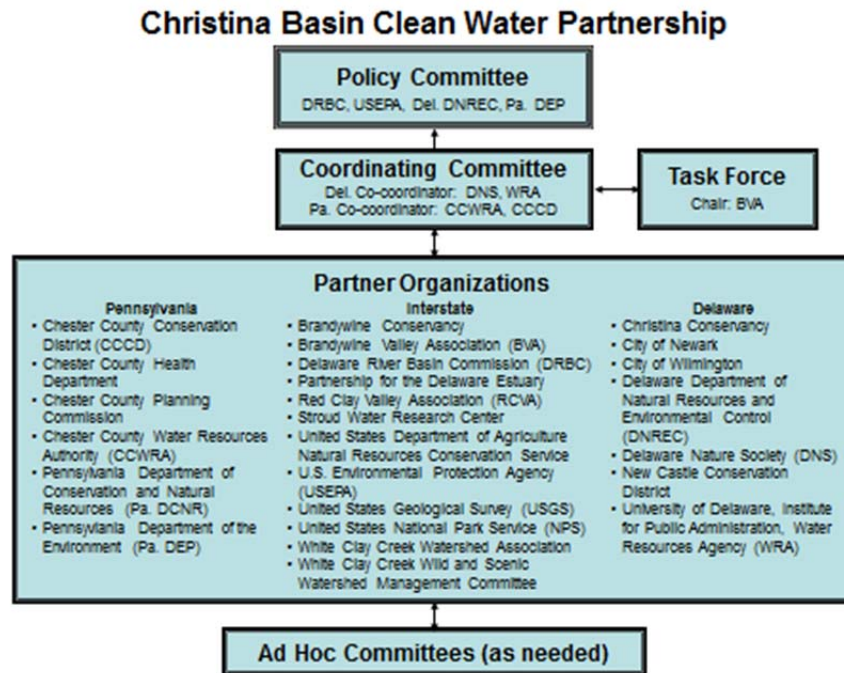 Christina Basin Clean Water Partnership
Policy Committee
DRBC, USEPA, Del. DNREC, Pa. DEP
Coordinating Committee
Del. Co-coordinator: DNS, WRA
Pa. Co-coordinator: CCWRA, CCCD
Task Force
Chair: BVA
Partner Organizations
Pennsylvania
• Chester County Conservation
District (CCCD)
• Chester County Health
Department
• Chester County Planning
Commission
• Chester County Water Resources
Authority (CCWRA)
• Pennsylvania Department of
Conservation and Natural
Resources (Pa. DCNR)
• Pennsylvania Department of the
Environment (Pa. DEP)
Interstate
• Brandywine Conservancy
• Brandywine Valley Association (BVA)
• Delaware River Basin Commission (DRBC)
• Partnership for the Delaware Estuary
• Red Clay Valley Association (RCVA)
• Stroud Water Research Center
• United States Department of Agriculture
Natural Resources Conservation Service
• U.S. Environmental Protection Agency
(USEPA)
• United States Geological Survey (USGS)
• United States National Park Service (NPS)
• White Clay Creek Watershed Association
• White Clay Creek Wild and Scenic
Watershed Management Committee
Delaware
• Christina Conservancy
• City of Newark
• City of Wilmington
• Delaware Department of
Natural Resources and
Environmental Control
(DNREC)
• Delaware Nature Society (DNS)
• New Castle Conservation
District
• University of Delaware, Institute
for Public Administration, Water
Resources Agency (WRA)
Ad Hoc Committees (as needed)